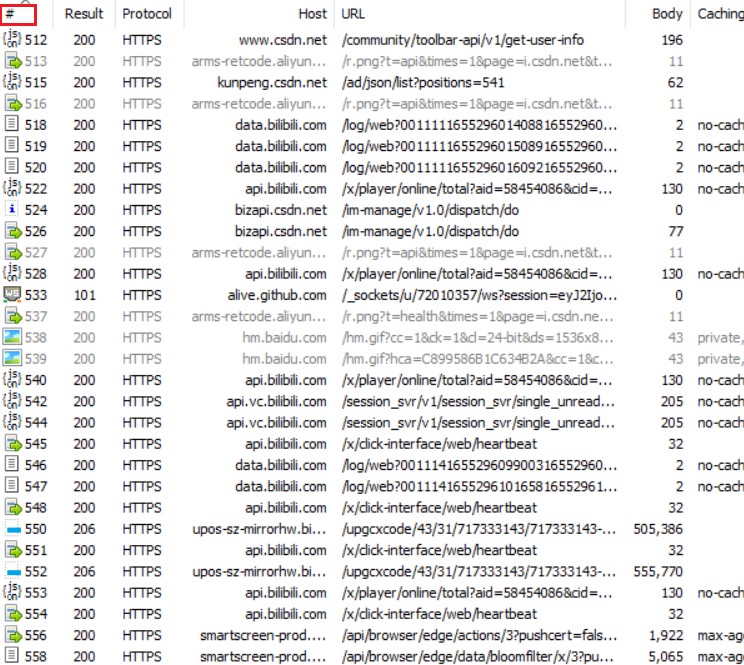 # Result Protocol Host URL Body Caching
512 200 HTTPS www.csdn.net /community/toolbar-api/v1/get-user-info 196
513 200 HTTPS arms-retcode.aliyun... /r.png?t=api&times=1&page=i.csdn.net&t... 11
515 200 HTTPS kunpeng.csdn.net /ad/json/list?positions=541 62
516 200 HTTPS arms-retcode.aliyun... /r.png?t=api&times=1&page=i.csdn.net&t... 11
518 200 HTTPS data.bilibili.com /log/web?001111165529601408816552960... 2 no-cach
519 200 HTTPS data.bilibili.com /log/web?001111165529601508916552960... 2 no-cach
520 200 HTTPS data.bilibili.com /log/web?001111165529601609216552960... 2 no-cach
522 200 HTTPS api.bilibili.com /x/player/online/total?aid=58454086&cid=... 130 no-cach
524 200 HTTPS bizapi.csdn.net /im-manage/v1.0/dispatch/do 0
526 200 HTTPS bizapi.csdn.net /im-manage/v1.0/dispatch/do 77
527 200 HTTPS arms-retcode.aliyun... /r.png?t=api&times=1&page=i.csdn.net&t... 11
528 200 HTTPS api.bilibili.com /x/player/online/total?aid=58454086&cid=... 130 no-cach
533 101 HTTPS alive.github.com /_sockets/u/72010357/ws?session=eyJ2Ijo... 0
537 200 HTTPS arms-retcode.aliyun... /r.png?t=health&times=1&page=i.csdn.ne... 11
538 200 HTTPS hm.baidu.com /hm.gif?cc=1&ck=1&cl=24-bit&ds=1536x8... 43 private,
539 200 HTTPS hm.baidu.com /hm.gif?hca=C899586B1C634B2A&cc=1&c... 43 private,
540 200 HTTPS api.bilibili.com /x/player/online/total?aid=58454086&cid=... 130 no-cach
542 200 HTTPS api.vc.bilibili.com /session_svr/v1/session_svr/single_unread... 205 no-cach
544 200 HTTPS api.vc.bilibili.com /session_svr/v1/session_svr/single_unread... 205 no-cach
545 200 HTTPS api.bilibili.com /x/click-interface/web/heartbeat 32
546 200 HTTPS data.bilibili.com /log/web?001114165529609900316552960... 2 no-cach
547 200 HTTPS data.bilibili.com /log/web?001114165529610165816552961... 2 no-cach
548 200 HTTPS api.bilibili.com /x/click-interface/web/heartbeat 32
550 206 HTTPS upos-sz-mirrorhw.bi... /upgcxcode/43/31/717333143/717333143-... 505,386
551 200 HTTPS api.bilibili.com /x/click-interface/web/heartbeat 32
552 206 HTTPS upos-sz-mirrorhw.bi... /upgcxcode/43/31/717333143/717333143-... 555,770
553 200 HTTPS api.bilibili.com /x/player/online/total?aid=58454086&cid=... 130 no-cach
554 200 HTTPS api.bilibili.com /x/click-interface/web/heartbeat 32
556 200 HTTPS smartscreen-prod.... /api/browser/edge/actions/3?pushcert=fals... 1,922 max-age
558 200 HTTPS smartscreen-prod.... /api/browser/edge/data/bloomfilter/x/3?pu... 5,065 max-age